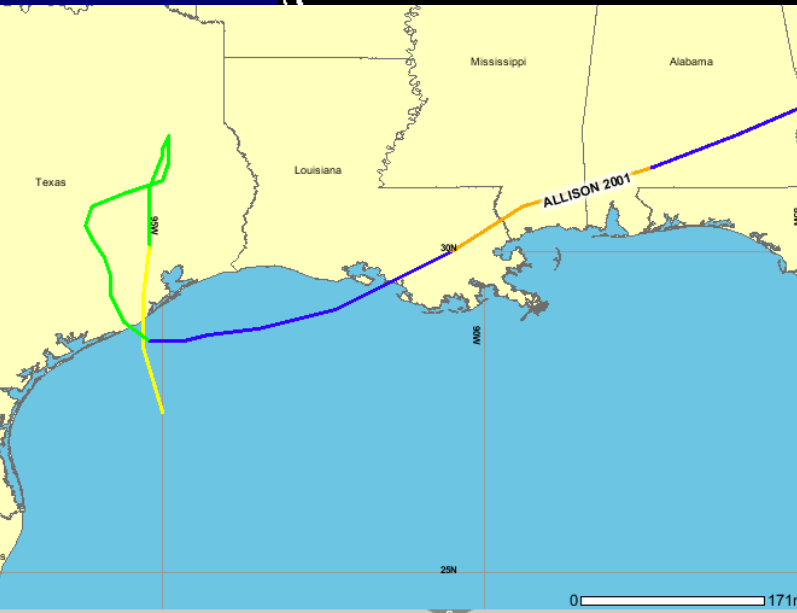 Mississippi
Alabama
Louisiana
Texas
ALLISON 2001
95W
30N
90W
25N
0
171